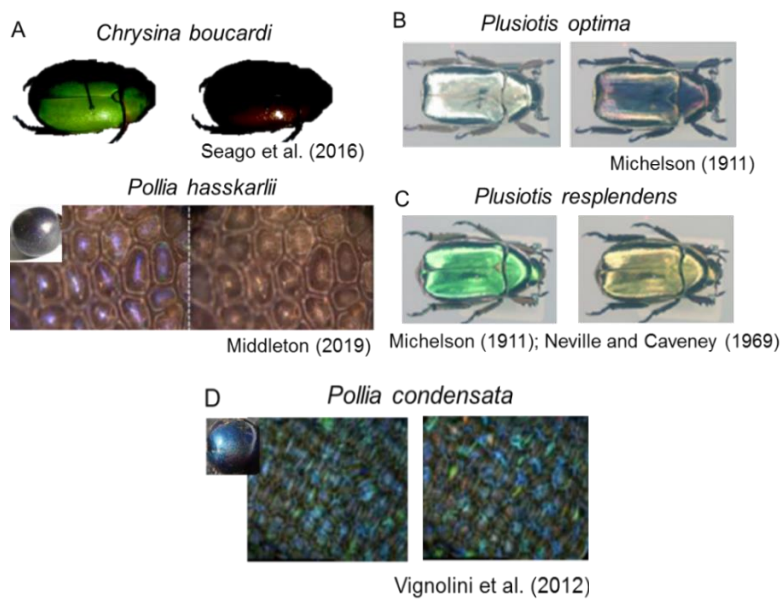 A
Chrysina boucardi
Seago et al. (2016)
Pollia hasskarlii
Middleton (2019)
B
Plusiotis optima
Michelson (1911)
C
Plusiotis resplendens
Michelson (1911); Neville and Caveney (1969)
D
Pollia condensata
Vignolini et al. (2012)